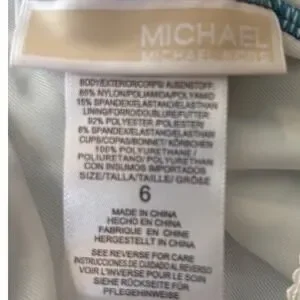 MICHAEL
MICHAEL KORS
BODY/EXTERIOR/CORPS/ AUSENSTOFF:
85% NYLON/POLIAMIDA/POLYAMID
15% SPANDEX/ELASTANO/ELASTHAN
LINING/FORRO/DOUBLURE/FUTTER:
92% POLYESTER /POLIESTER/
8% SPANDEX/ELASTANO/ELASTHAN
CUPS/COPAS/BONNET/ KÖRBCHEN
100% POLYURETHANE /
POLIURETANO/ POLYURETHAN
CON INSUMOS IMPORTADOS
SIZE/TALLA/TAILLE/ GRÖßE
6
MADE IN CHINA
HECHO EN CHINA
FABRIQUE EN CHINE
HERGESTELLT IN CHINA
SEE REVERSE FOR CARE
INSTRUCCIONES DE CUIDADO AL REVERSO
VOIR L'INVERSE POUR LE SOIN
SIEHE RÜCKSEITE FÜR
PFLEGEHINWEISE